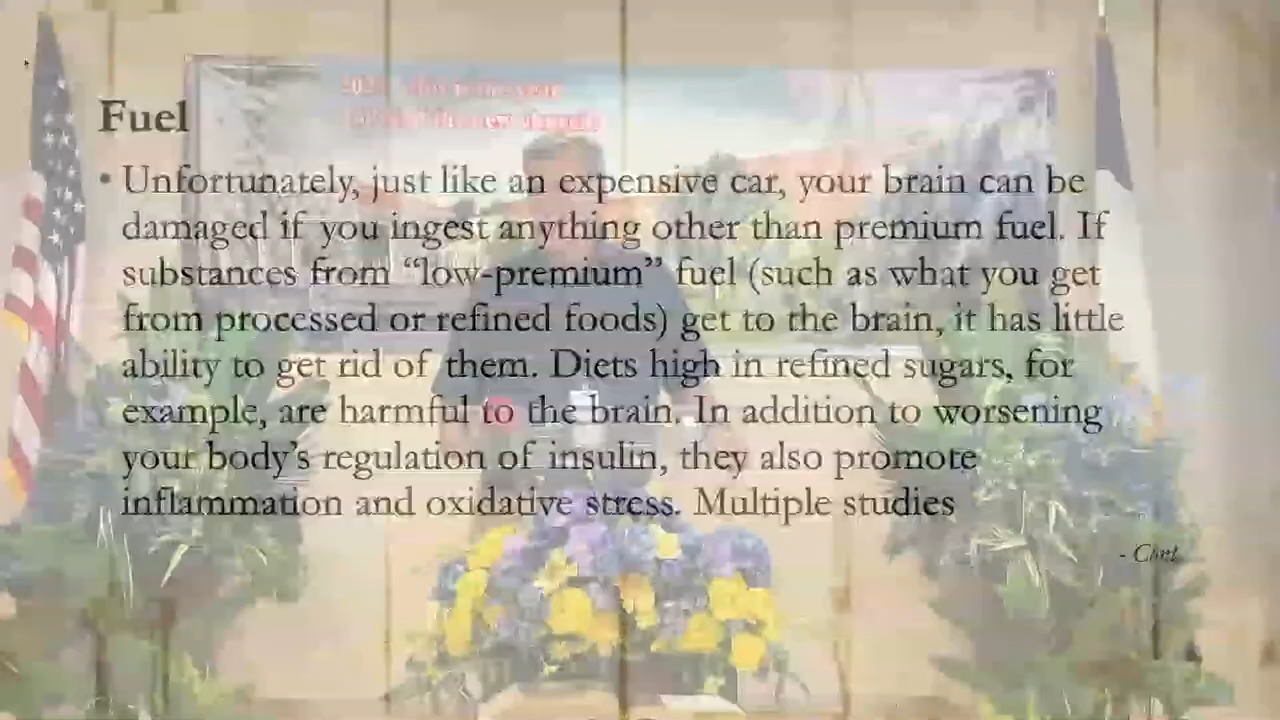 Fuel
• Unfortunately, just like an expensive car, your brain can be
damaged if you ingest anything other than premium fuel. If
substances from “low-premium” fuel (such as what you get
from processed or refined foods) get to the brain, it has little
ability to get rid of them. Diets high in refined sugars, for
example, are harmful to the brain. In addition to worsening
your body’s regulation of insulin, they also promote
inflammation and oxidative stress. Multiple studies
- Cont.